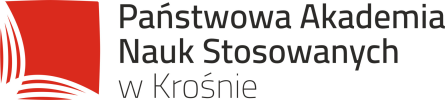 Państwowa Akademia
Nauk Stosowanych
w Krośnie